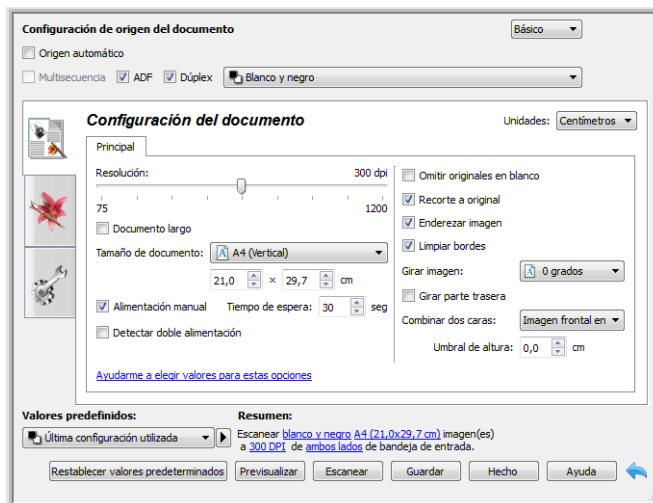 Configuración de origen del documento
Básico
Origen automático
Multisecuencia ADF Dúplex Blanco y negro
Configuración del documento
Unidades: Centímetros
Principal
Resolución: 300 dpi
75 1200
Documento largo
Tamaño de documento: A4 (Vertical)
21,0 × 29,7 cm
Alimentación manual Tiempo de espera: 30 seg
Detectar doble alimentación
Ayudarme a elegir valores para estas opciones
Omitir originales en blanco
Recorte a original
Enderezar imagen
Limpiar bordes
Girar imagen: 0 grados
Girar parte trasera
Combinar dos caras: Imagen frontal en
Umbral de altura: 0,0 cm
Valores predefinidos:
Última configuración utilizada
Resumen:
Escanear blanco y negro A4 (21,0x29,7 cm) imagen(es)
a 300 DPI de ambos lados de bandeja de entrada.
Restablecer valores predeterminados Previsualizar Escanear Guardar Hecho Ayuda